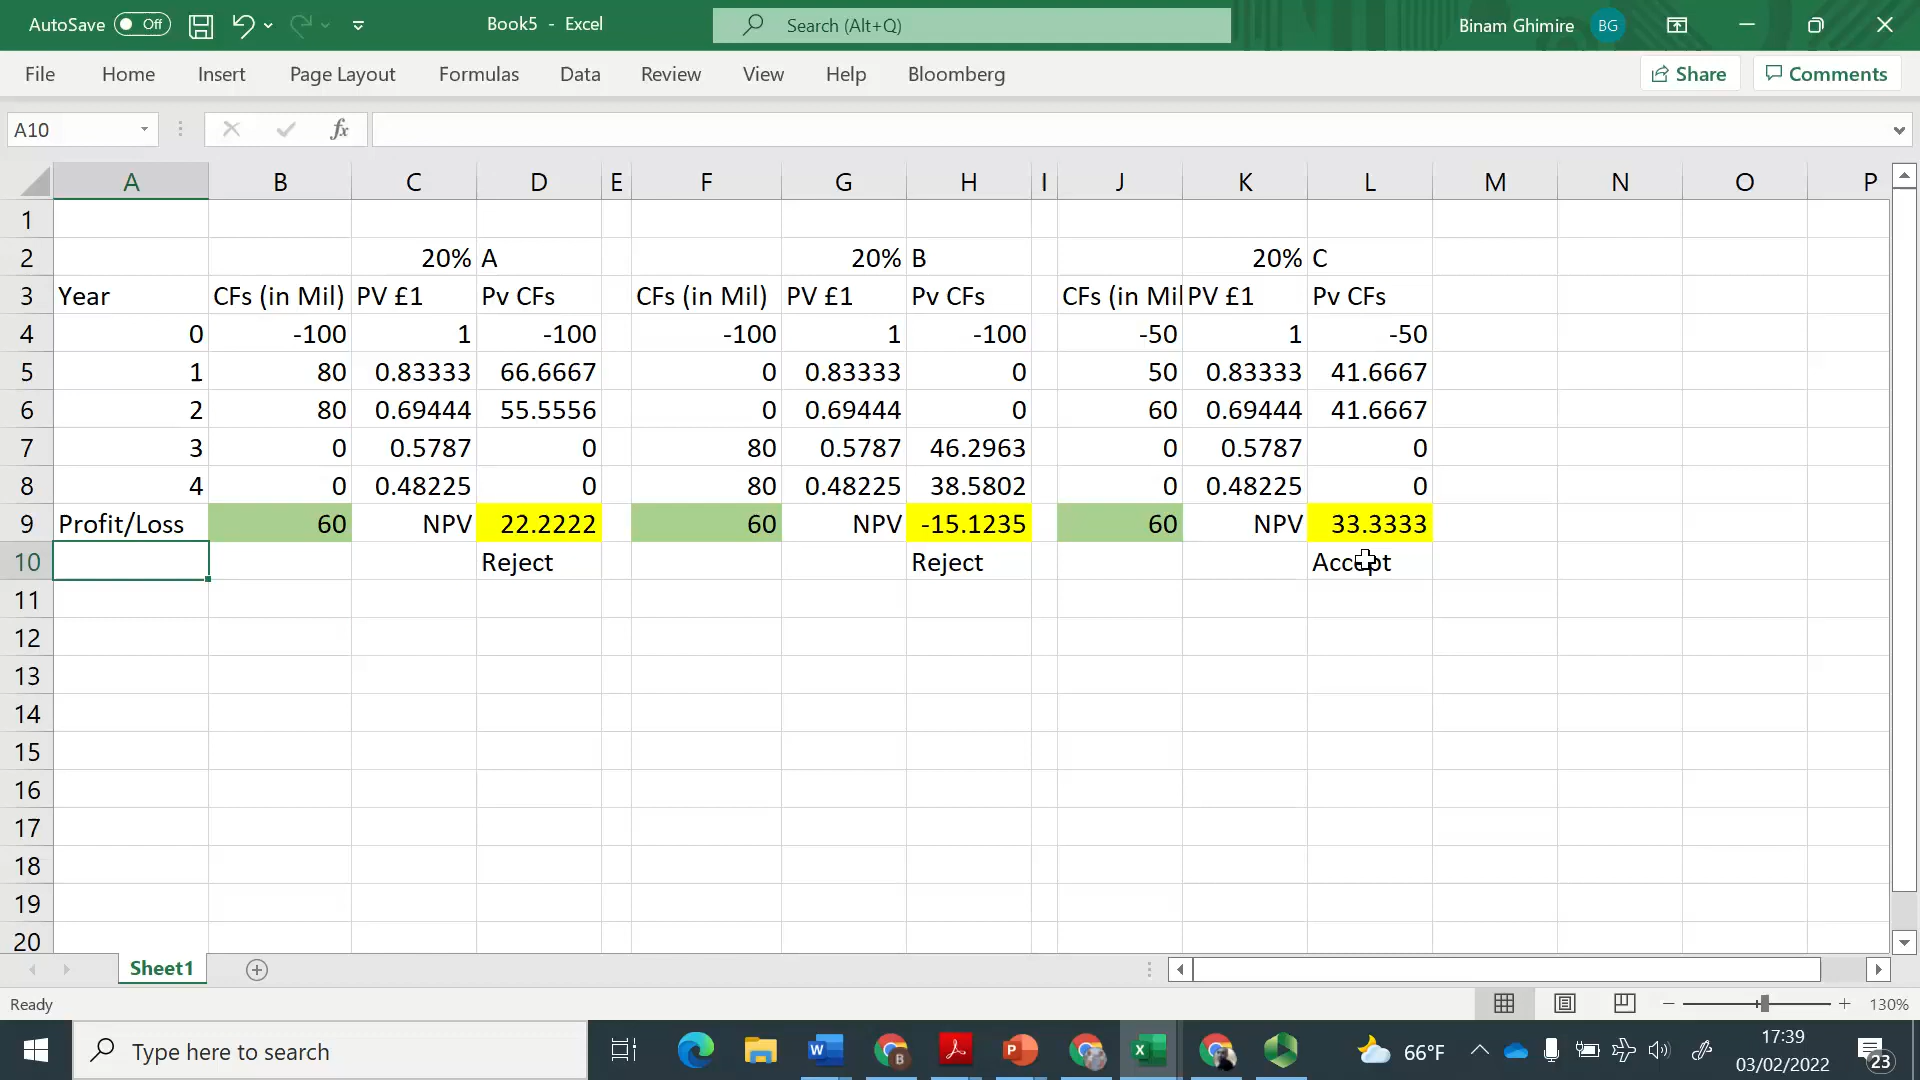 AutoSave Off Book5 - Excel Search (Alt+Q) Binam Ghimire BG
File Home Insert Page Layout Formulas Data Review View Help Bloomberg Share Comments
A10 fx
A B C D E F G H I J K L M N O P
1
2 20% A 20% B 20% C
3 Year CFs (in Mil) PV £1 Pv CFs CFs (in Mil) PV £1 Pv CFs CFs (in Mil PV £1 Pv CFs
4 0 -100 1 -100 -100 1 -100 -50 1 -50
5 1 80 0.83333 66.6667 0 0.83333 0 50 0.83333 41.6667
6 2 80 0.69444 55.5556 0 0.69444 0 60 0.69444 41.6667
7 3 0 0.5787 0 80 0.5787 46.2963 0 0.5787 0
8 4 0 0.48225 0 80 0.48225 38.5802 0 0.48225 0
9 Profit/Loss 60 NPV 22.2222 60 NPV -15.1235 60 NPV 33.3333
10 Reject Reject Accept
11
12
13
14
15
16
17
18
19
20
Sheet1
Ready 130%
Type here to search 66°F 17:39
03/02/2022 23